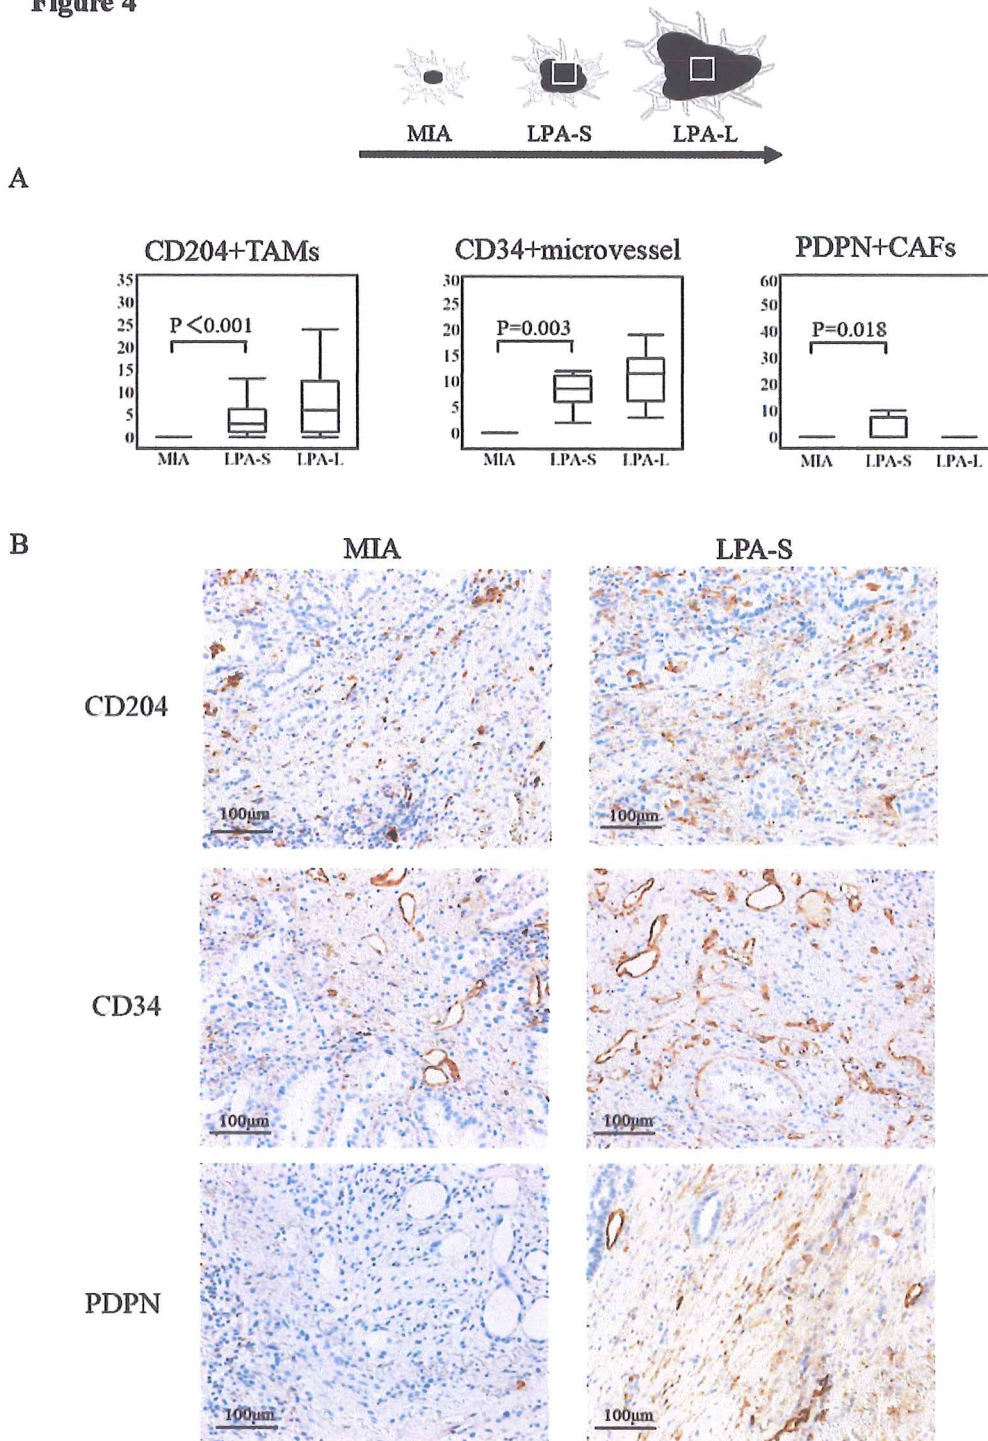 Figure 4
MIA LPA-S LPA-L
A
CD204+TAMs
35
30
25
20
15
10
5
0
P<0.001
MIA LPA-S LPA-L
CD34+microvessel
30
25
20
15
10
5
0
P=0.003
MIA LPA-S LPA-L
PDPN+CAFs
60
50
40
30
20
10
0
P=0.018
MIA LPA-S LPA-L
B
MIA LPA-S
CD204
100μm 100μm
CD34
100μm 100μm
PDPN
100μm 100μm